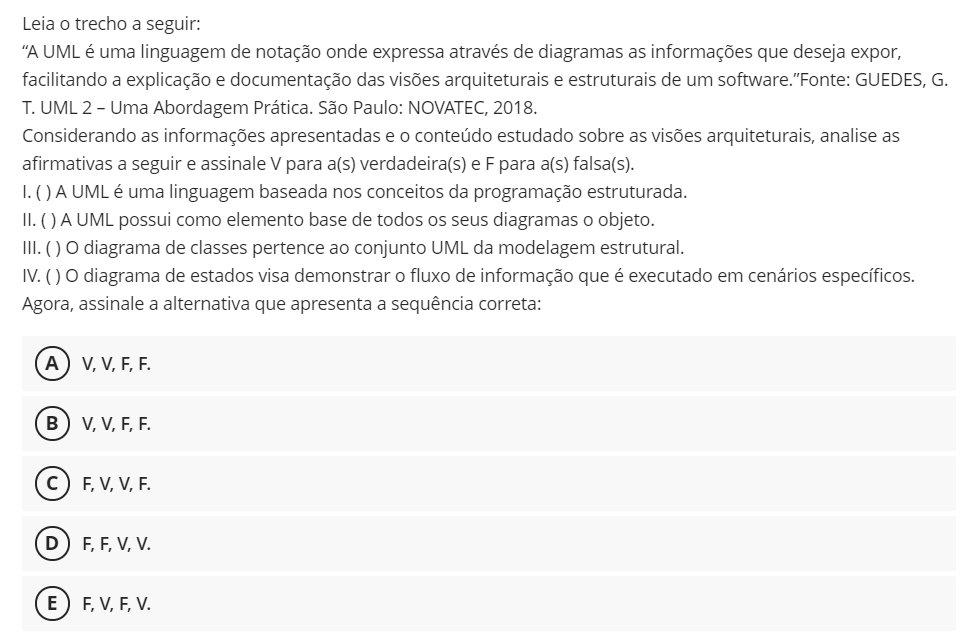 Leia o trecho a seguir:
“A UML é uma linguagem de notação onde expressa através de diagramas as informações que deseja expor,
facilitando a explicação e documentação das visões arquiteturais e estruturais de um software.”Fonte: GUEDES, G.
T. UML 2 – Uma Abordagem Prática. São Paulo: NOVATEC, 2018.
Considerando as informações apresentadas e o conteúdo estudado sobre as visões arquiteturais, analise as
afirmativas a seguir e assinale V para a(s) verdadeira(s) e F para a(s) falsa(s).
I. ( ) A UML é uma linguagem baseada nos conceitos da programação estruturada.
II. ( ) A UML possui como elemento base de todos os seus diagramas o objeto.
III. ( ) O diagrama de classes pertence ao conjunto UML da modelagem estrutural.
IV. ( ) O diagrama de estados visa demonstrar o fluxo de informação que é executado em cenários específicos.
Agora, assinale a alternativa que apresenta a sequência correta:
A V, V, F, F.
B V, V, F, F.
C F, V, V, F.
D F, F, V, V.
E F, V, F, V.